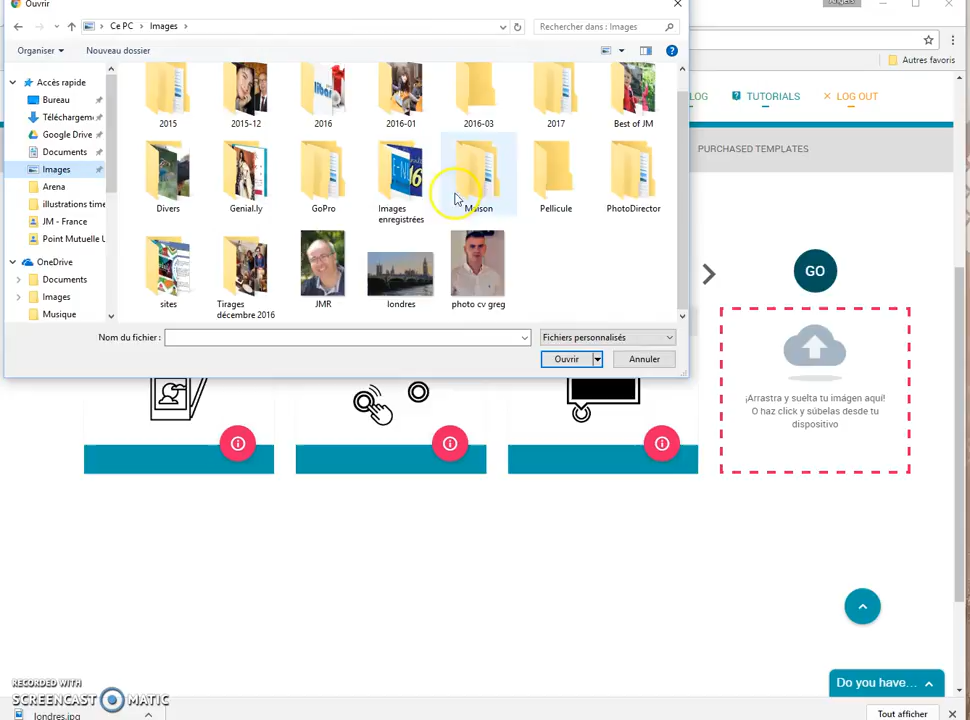 Ouvrir
Angers
Ce PC > Images >
Rechercher dans : Images
Organiser
Nouveau dossier
Autres favoris
Accès rapide
Bureau
Téléchargem
Google Drive
Documents
Images
Arena
illustrations time
JM - France
Point Mutuelle U
OneDrive
Documents
Images
Musique
2015
2015-12
2016
2016-01
2016-03
2017
Best of JM
Divers
Genial.ly
GoPro
Images
enregistrées
Maison
Pellicule
PhotoDirector
sites
Tirages
décembre 2016
JMR
londres
photo cv greg
Nom du fichier :
Fichiers personnalisés
Ouvrir
Annuler
LOG
TUTORIALS
LOG OUT
PURCHASED TEMPLATES
GO
¡Arrastra y suelta tu imágen aquí!
O haz click y súbelas desde tu
dispositivo
Do you have...
RECORDED WITH
SCREENCAST MATIC
londres.jpg
Tout afficher